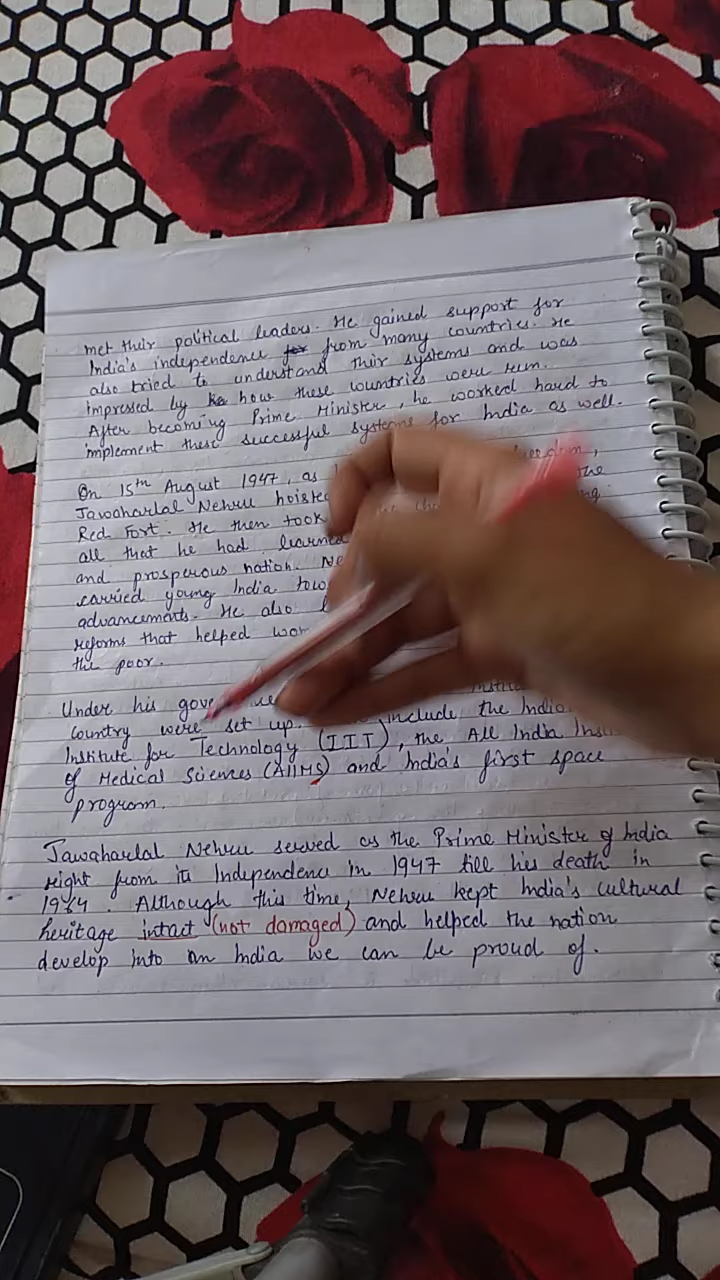 met their political leaders. He gained support for
India's independence for from many countries. He
also tried to understand their systems and was
impressed by how these countries were run.
After becoming Prime Minister, he worked hard to
implement these successful systems for India as well.
On 15th August 1947, as
Jawaharlal Nehru hoisted the
Red Fort. He then took
all that he had learned
and prosperous nation.
carried young India
advancements. He also
reforms that helped
the poor.
Under his
country were set up. include the India
Institute for Technology (IIT), the All India
of Medical Sciences (AIIMS) and India's first space
program.
Jawaharlal Nehru served as the Prime Minister of India
right from its Independence in 1947 till his death in
1964. Although this time, Nehru kept India's cultural
heritage intact (not damaged) and helped the nation
develop into an India we can be proud of.